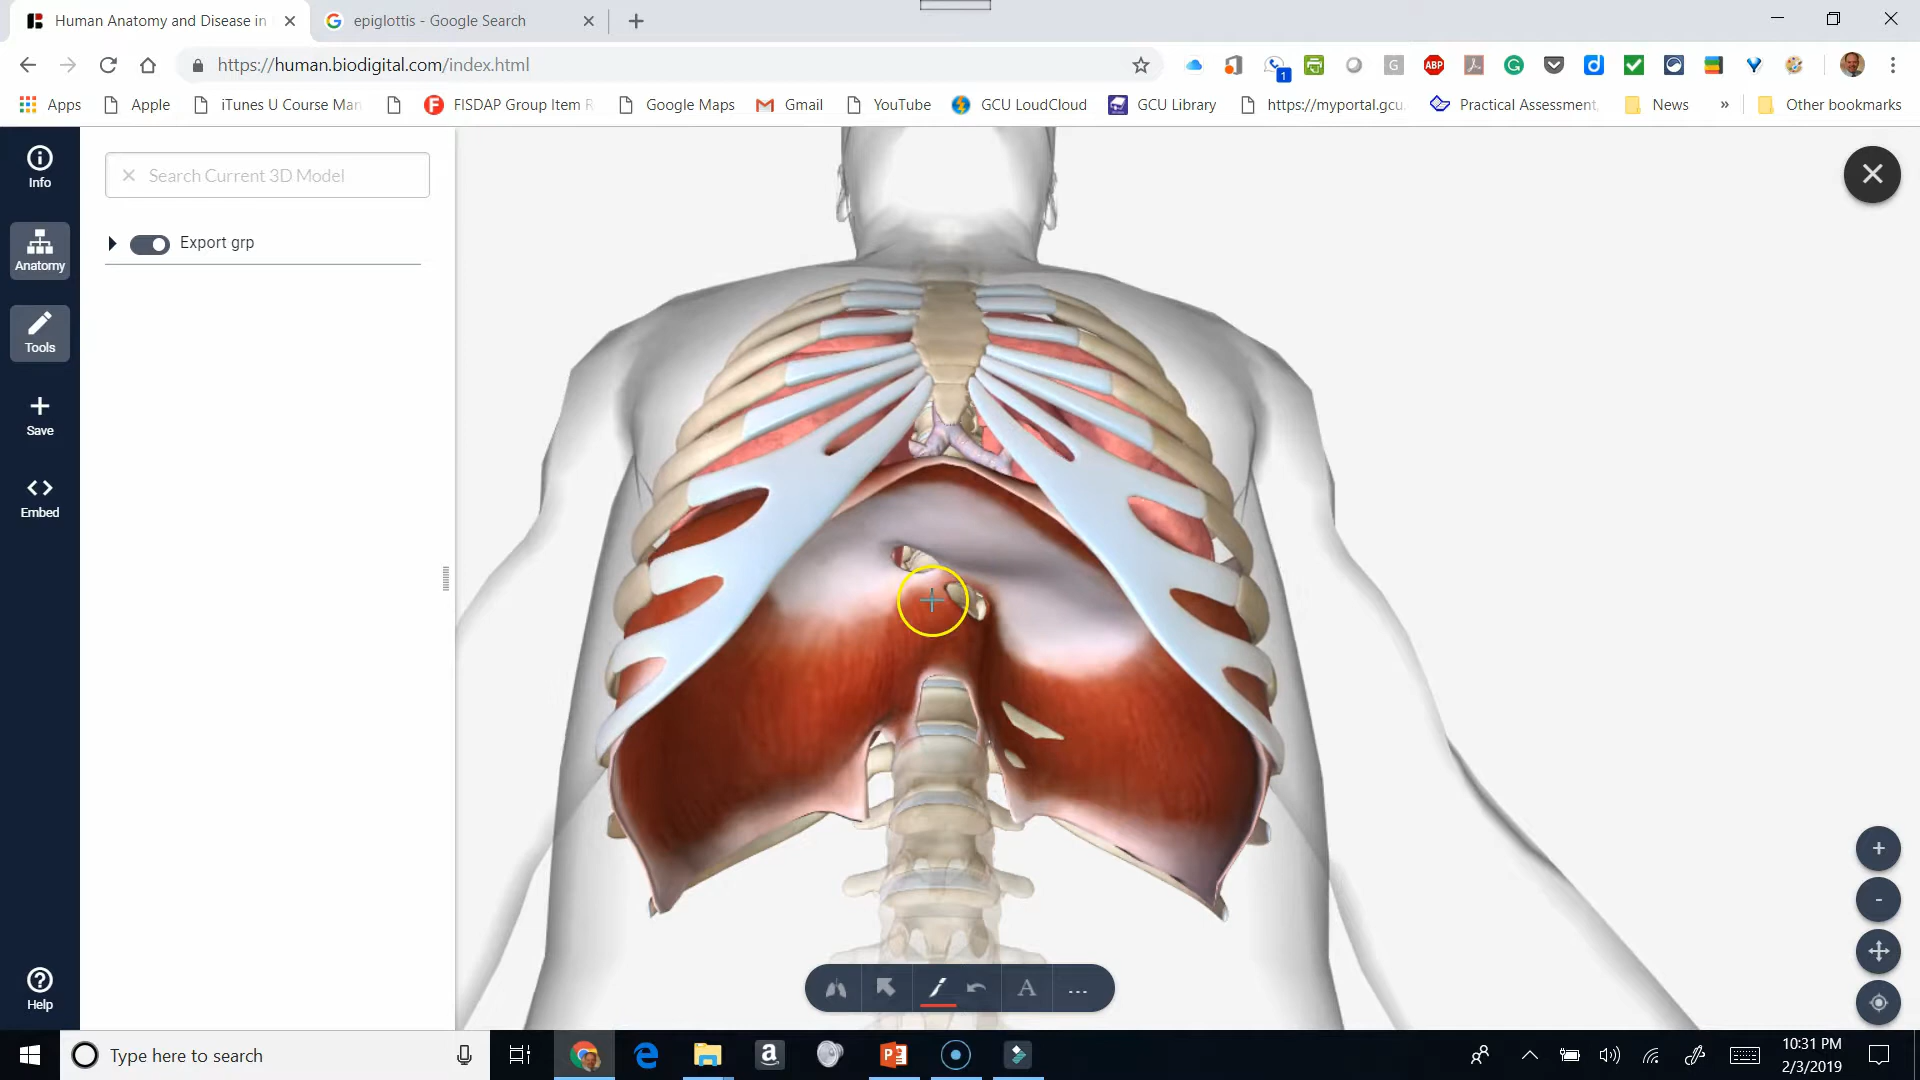 Human Anatomy and Disease in
epiglottis - Google Search
https://human.biodigital.com/index.html
ABP
G
1
Apps
Apple
iTunes U Course Man
FISDAP Group Item R
Google Maps
Gmail
YouTube
GCU LoudCloud
GCU Library
https://myportal.gcu.
Practical Assessment,
News
»
Other bookmarks
Info
Search Current 3D Model
Export grp
Anatomy
Tools
Save
Embed
Help
+
-
A
...
Type here to search
10:31 PM
2/3/2019